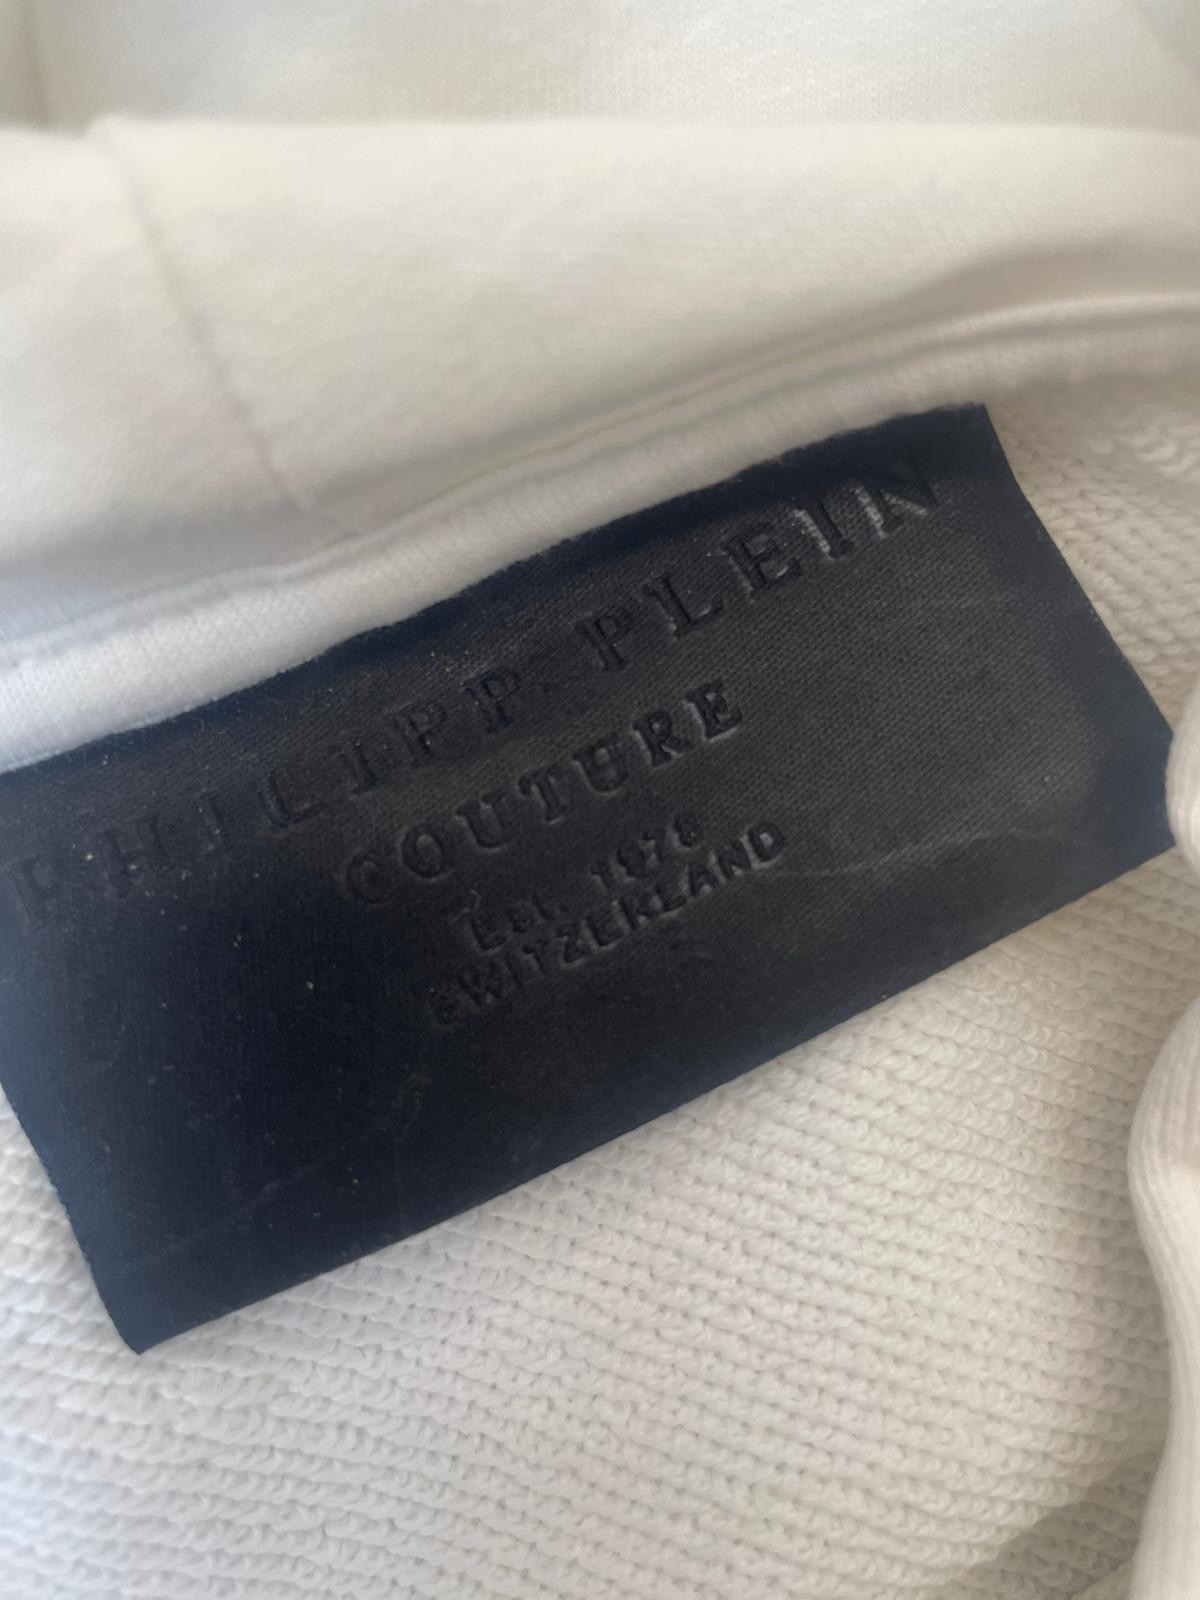 PHILIPP PLEIN
COUTURE
Est. 1978
SWITZERLAND